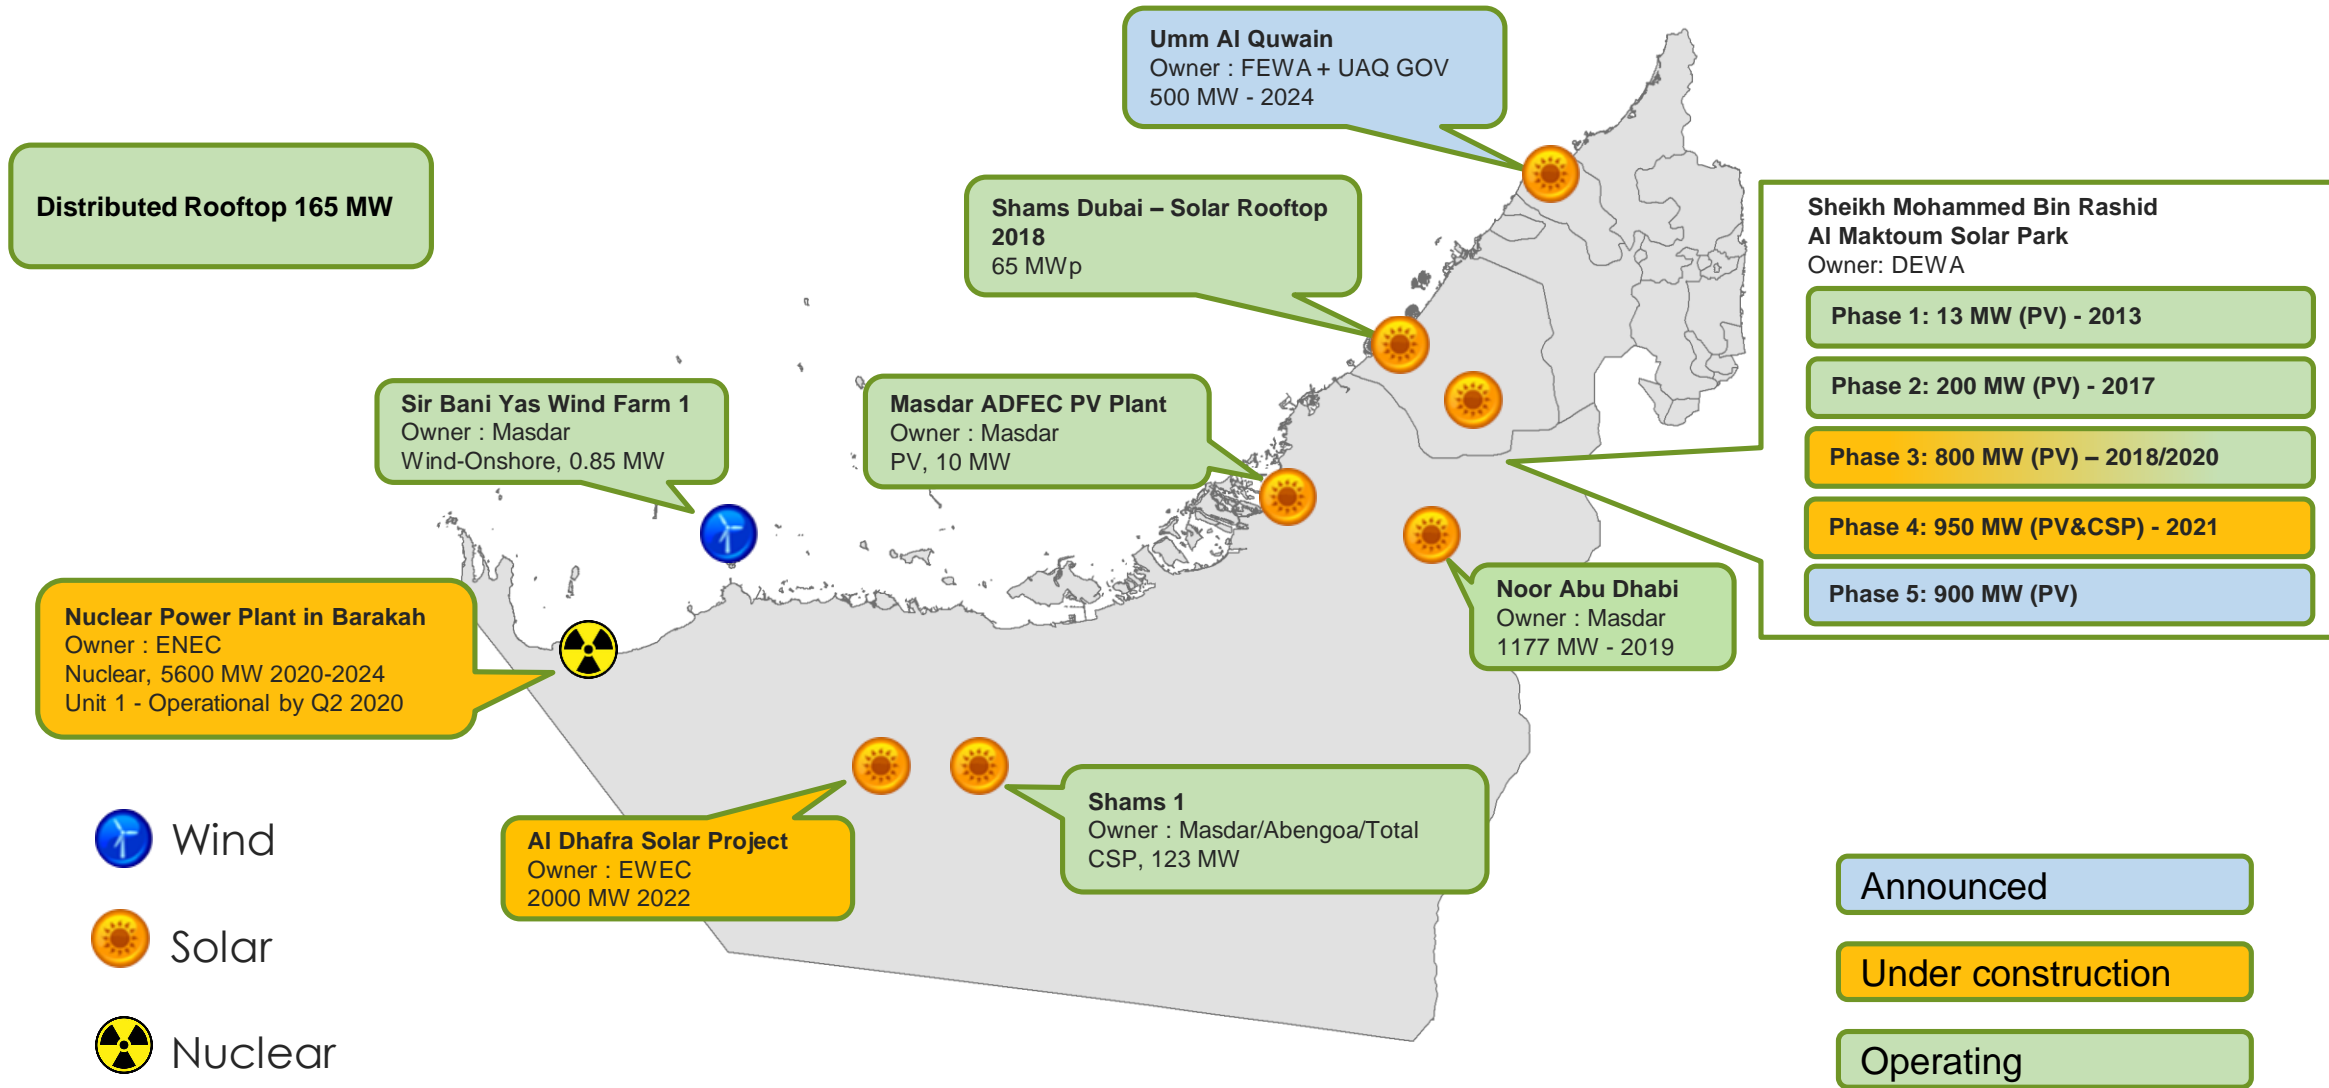 Umm Al Quwain
Owner : FEWA + UAQ GOV
500 MW - 2024
Distributed Rooftop 165 MW
Shams Dubai – Solar Rooftop
2018
65 MWp
Sheikh Mohammed Bin Rashid
Al Maktoum Solar Park
Owner: DEWA
Phase 1: 13 MW (PV) - 2013
Phase 2: 200 MW (PV) - 2017
Phase 3: 800 MW (PV) – 2018/2020
Phase 4: 950 MW (PV&CSP) - 2021
Phase 5: 900 MW (PV)
Sir Bani Yas Wind Farm 1
Owner : Masdar
Wind-Onshore, 0.85 MW
Masdar ADFEC PV Plant
Owner : Masdar
PV, 10 MW
Noor Abu Dhabi
Owner : Masdar
1177 MW - 2019
Nuclear Power Plant in Barakah
Owner : ENEC
Nuclear, 5600 MW 2020-2024
Unit 1 - Operational by Q2 2020
Al Dhafra Solar Project
Owner : EWEC
2000 MW 2022
Shams 1
Owner : Masdar/Abengoa/Total
CSP, 123 MW
Wind
Solar
Nuclear
Announced
Under construction
Operating